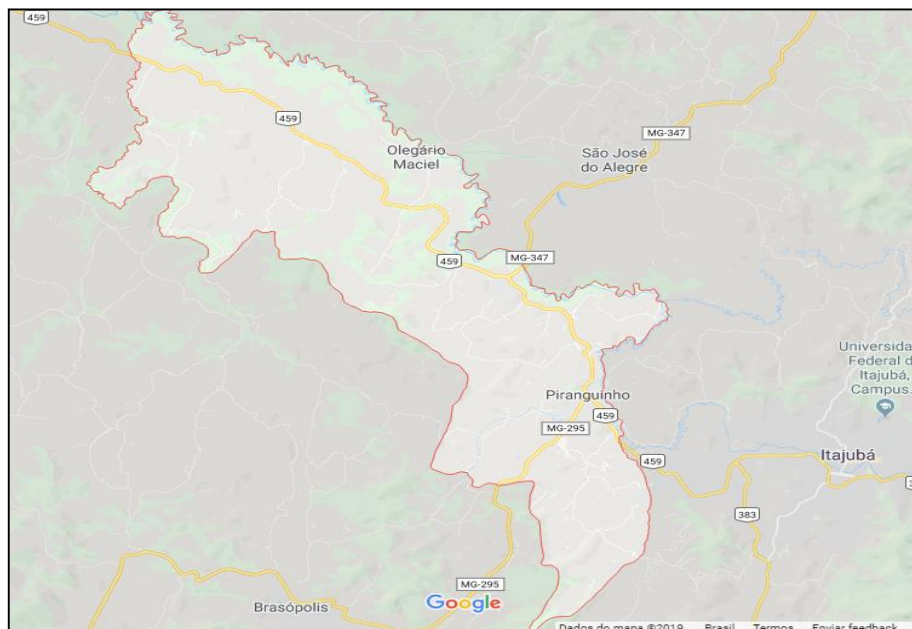 459
459
Olegário
Maciel
MG-347
São José
do Alegre
MG-347
459
Universida
Federal d
Itajubá,
Campus.
Piranguinho
459
MG-295
459
Itajubá
383
MG-295
Google
Brasópolis
Dados do mapa ©2019 Brasil Termos Enviar feedback